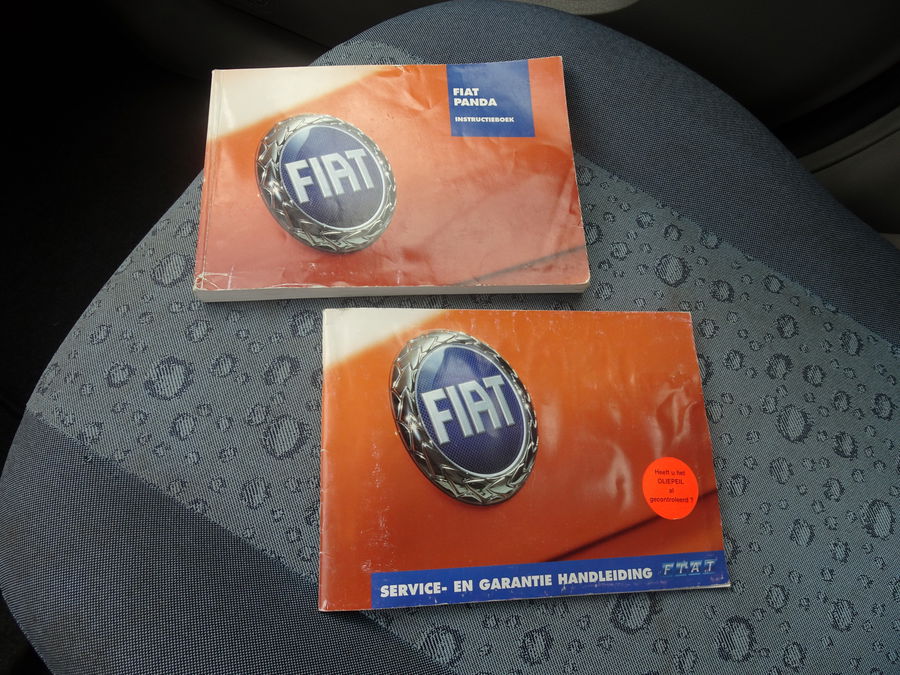 FIAT
PANDA
INSTRUCTIEBOEK
FIAT
FIAT
Heeft u het
OLIEPEIL
al
gecontroleerd ?
SERVICE- EN GARANTIE HANDLEIDING FIAT